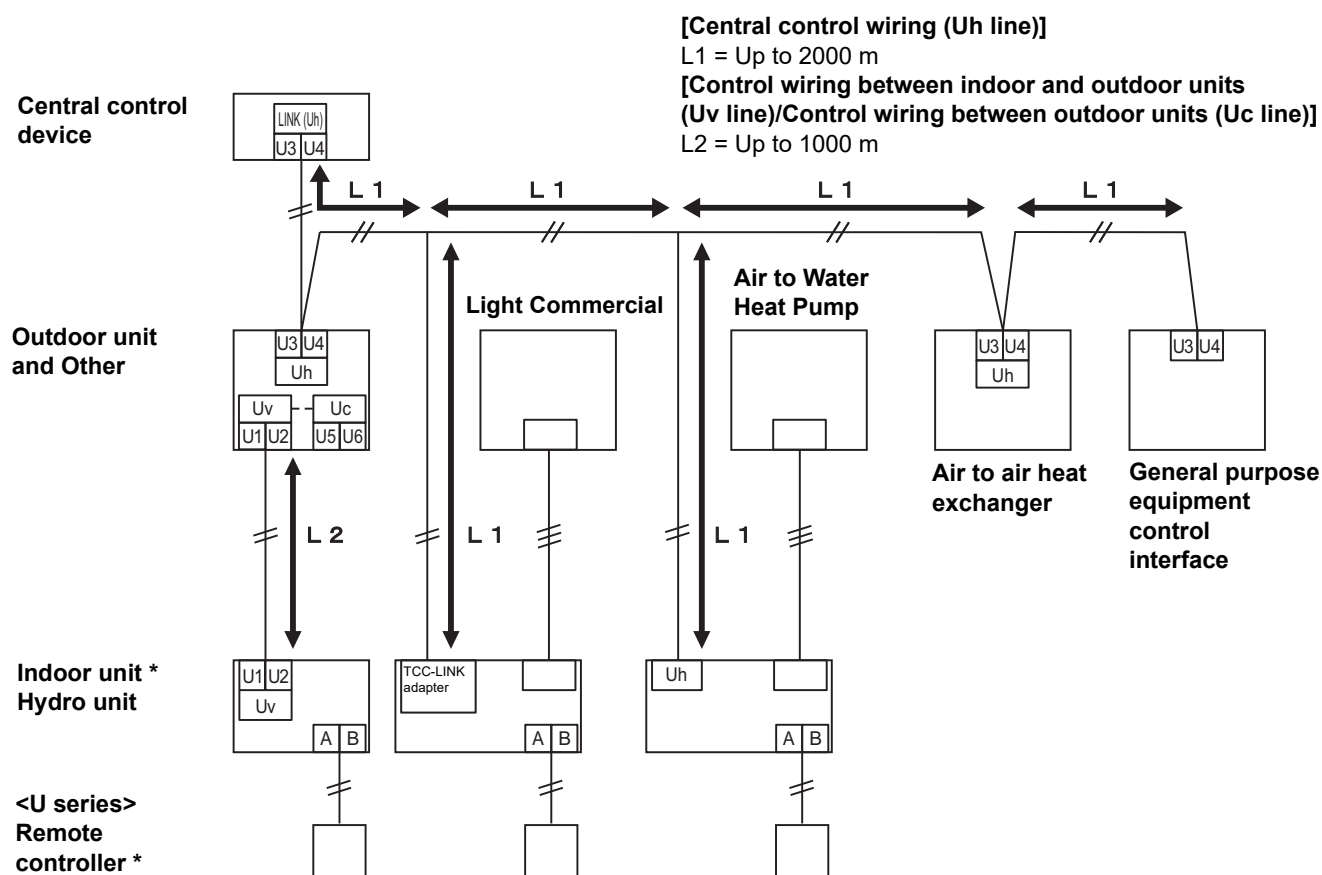 [Central control wiring (Uh line)]
L1 = Up to 2000 m
[Control wiring between indoor and outdoor units
(Uv line)/Control wiring between outdoor units (Uc line)]
L2 = Up to 1000 m
Central control
device
LINK (Uh)
U3 U4
L 1
L 1
L 1
L 1
Outdoor unit
and Other
U3 U4
Uh
Uv
Uc
U1 U2
U5 U6
Light Commercial
Air to Water
Heat Pump
U3 U4
Uh
Air to air heat
exchanger
U3 U4
General purpose
equipment
control
interface
L 2
L 1
L 1
Indoor unit *
Hydro unit
U1 U2
Uv
A B
TCC-LINK
adapter
A B
Uh
A B
<U series>
Remote
controller *